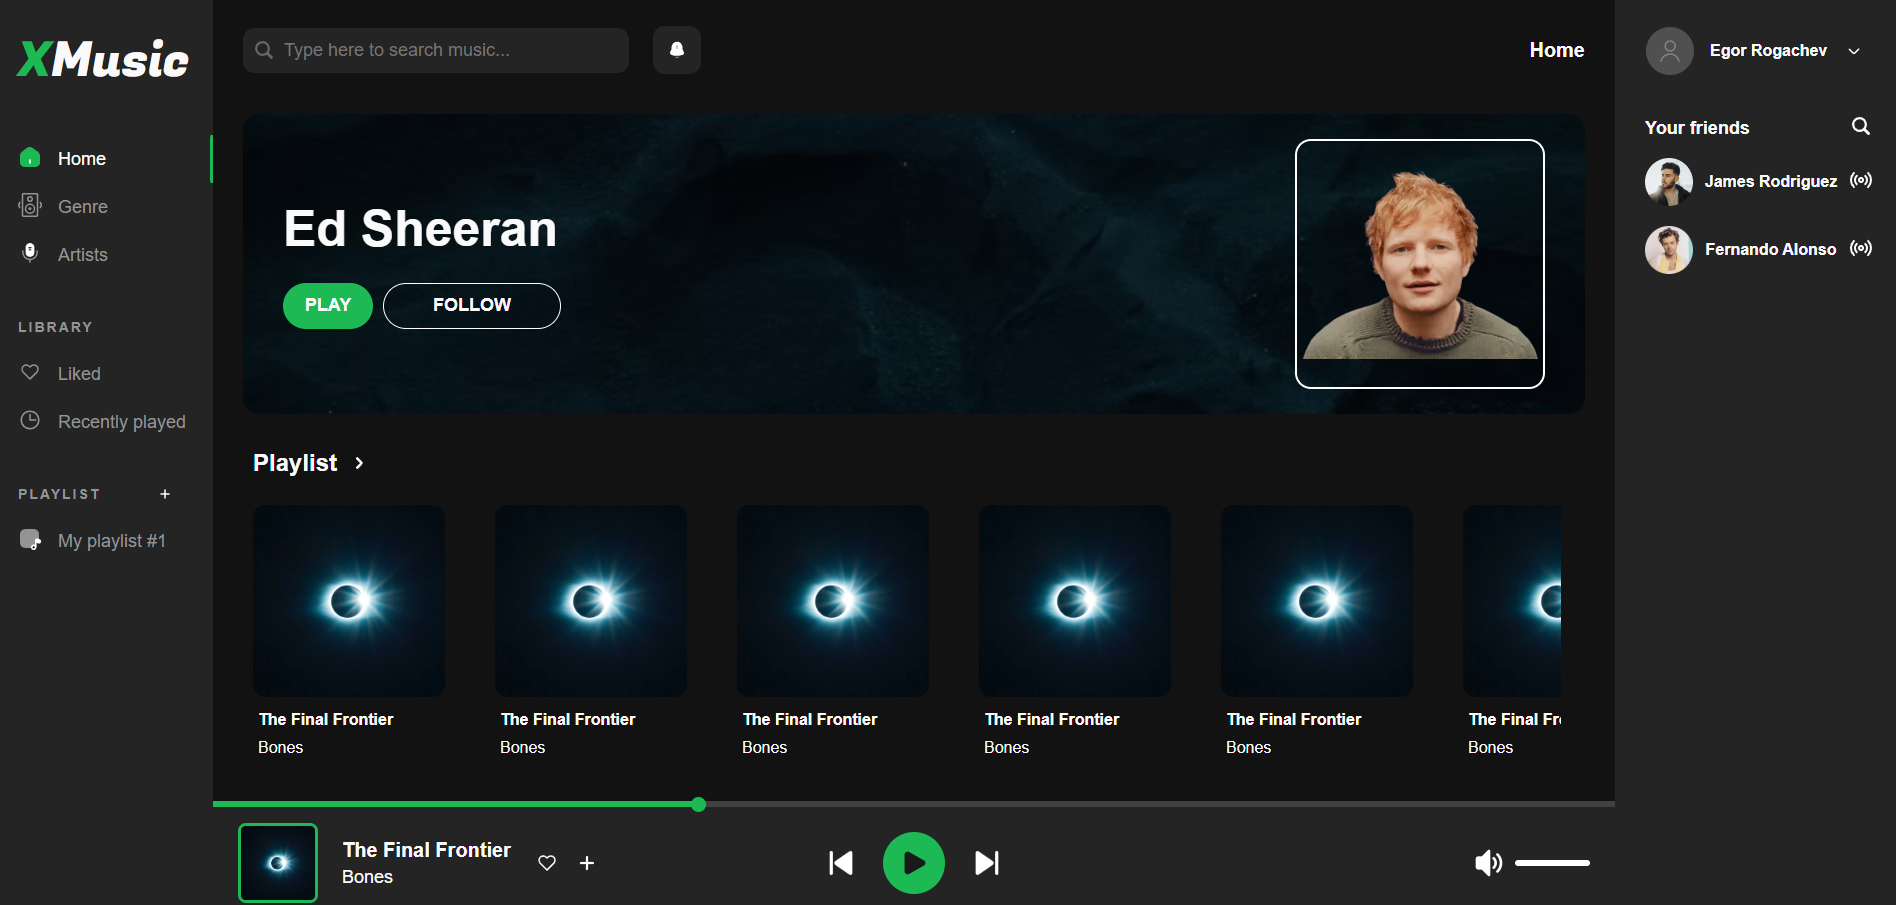 XMusic
Home
Genre
Artists
LIBRARY
Liked
Recently played
PLAYLIST +
My playlist #1
Type here to search music...
Home
Ed Sheeran
PLAY FOLLOW
Playlist >
The Final Frontier The Final Frontier The Final Frontier The Final Frontier The Final Frontier The Final Fr
Bones Bones Bones Bones Bones Bones
The Final Frontier
Bones
Egor Rogachev
Your friends
James Rodriguez
Fernando Alonso